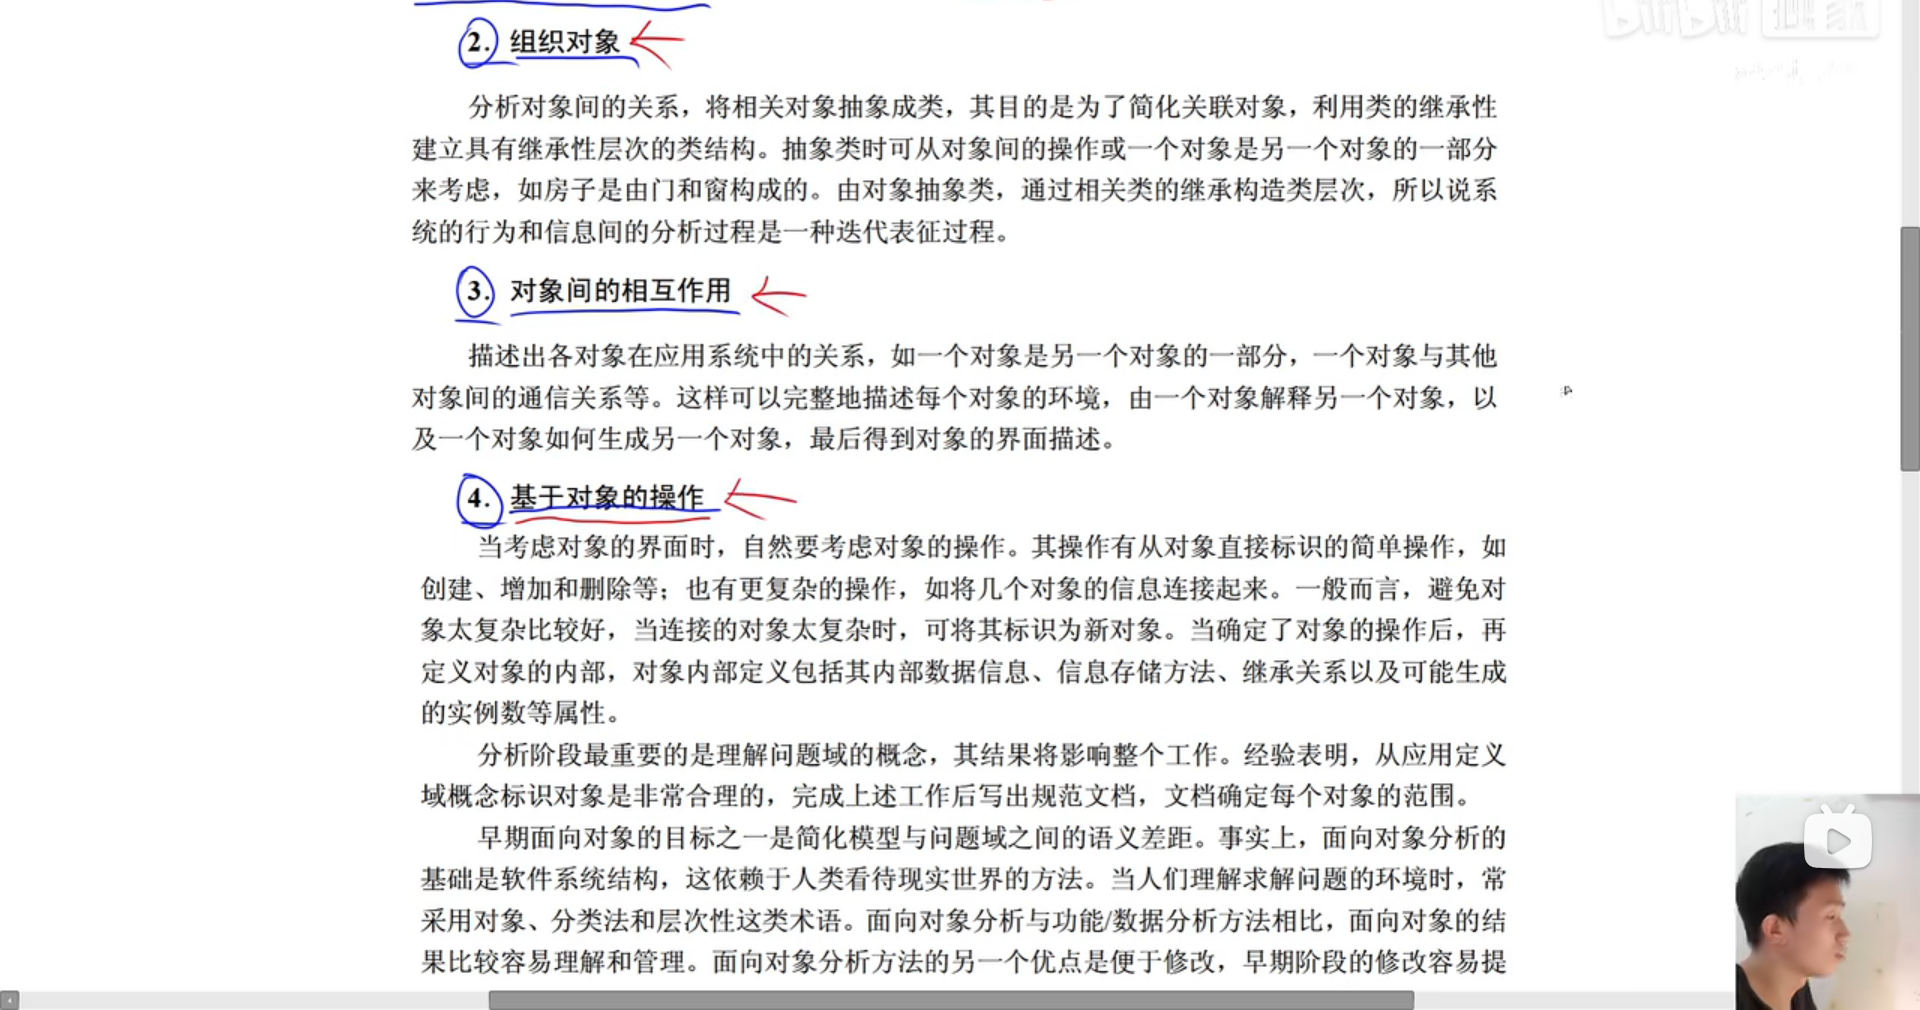 bilibili 独家
2. 组织对象
分析对象间的关系，将相关对象抽象成类，其目的是为了简化关联对象，利用类的继承性
建立具有继承性层次的类结构。抽象类时可从对象间的操作或一个对象是另一个对象的一部分
来考虑，如房子是由门和窗构成的。由对象抽象类，通过相关类的继承构造类层次，所以说系
统的行为和信息间的分析过程是一种迭代表征过程。
3. 对象间的相互作用
描述出各对象在应用系统中的关系，如一个对象是另一个对象的一部分，一个对象与其他
对象间的通信关系等。这样可以完整地描述每个对象的环境，由一个对象解释另一个对象，以
及一个对象如何生成另一个对象，最后得到对象的界面描述。
4. 基于对象的操作
当考虑对象的界面时，自然要考虑对象的操作。其操作有从对象直接标识的简单操作，如
创建、增加和删除等；也有更复杂的操作，如将几个对象的信息连接起来。一般而言，避免对
象太复杂比较好，当连接的对象太复杂时，可将其标识为新对象。当确定了对象的操作后，再
定义对象的内部，对象内部定义包括其内部数据信息、信息存储方法、继承关系以及可能生成
的实例数等属性。
分析阶段最重要的是理解问题域的概念，其结果将影响整个工作。经验表明，从应用定义
域概念标识对象是非常合理的，完成上述工作后写出规范文档，文档确定每个对象的范围。
早期面向对象的目标之一是简化模型与问题域之间的语义差距。事实上，面向对象分析的
基础是软件系统结构，这依赖于人类看待现实世界的方法。当人们理解求解问题的环境时，常
采用对象、分类法和层次性这类术语。面向对象分析与功能/数据分析方法相比，面向对象的结
果比较容易理解和管理。面向对象分析方法的另一个优点是便于修改，早期阶段的修改容易提